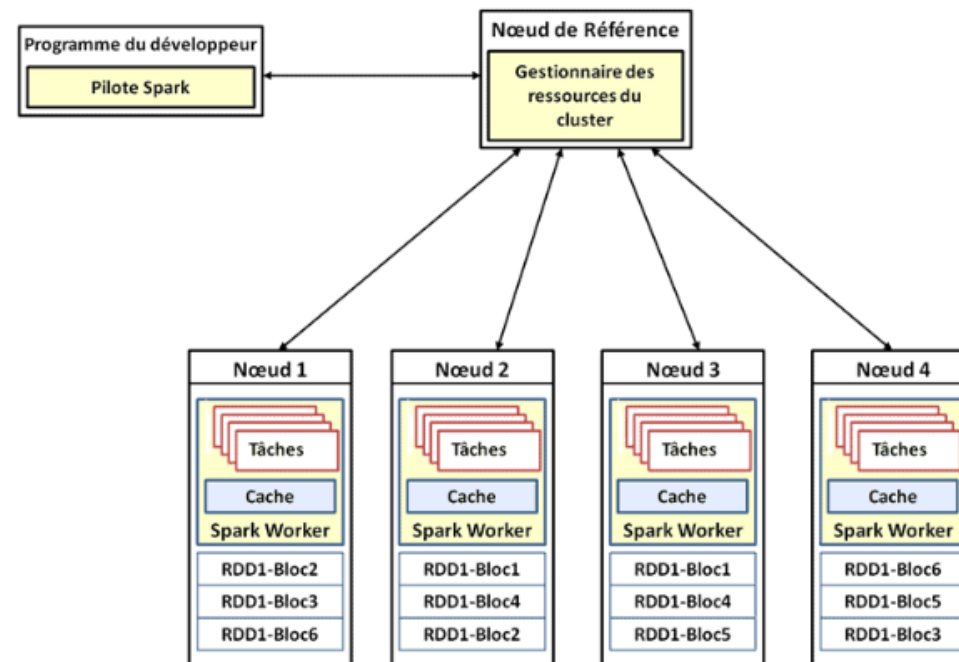 Programme du développeur
Pilote Spark
Nœud de Référence
Gestionnaire des
ressources du
cluster
Nœud 1
Tâches
Cache
Spark Worker
RDD1-Bloc2
RDD1-Bloc3
RDD1-Bloc6
Nœud 2
Tâches
Cache
Spark Worker
RDD1-Bloc1
RDD1-Bloc4
RDD1-Bloc2
Nœud 3
Tâches
Cache
Spark Worker
RDD1-Bloc1
RDD1-Bloc4
RDD1-Bloc5
Nœud 4
Tâches
Cache
Spark Worker
RDD1-Bloc6
RDD1-Bloc5
RDD1-Bloc3